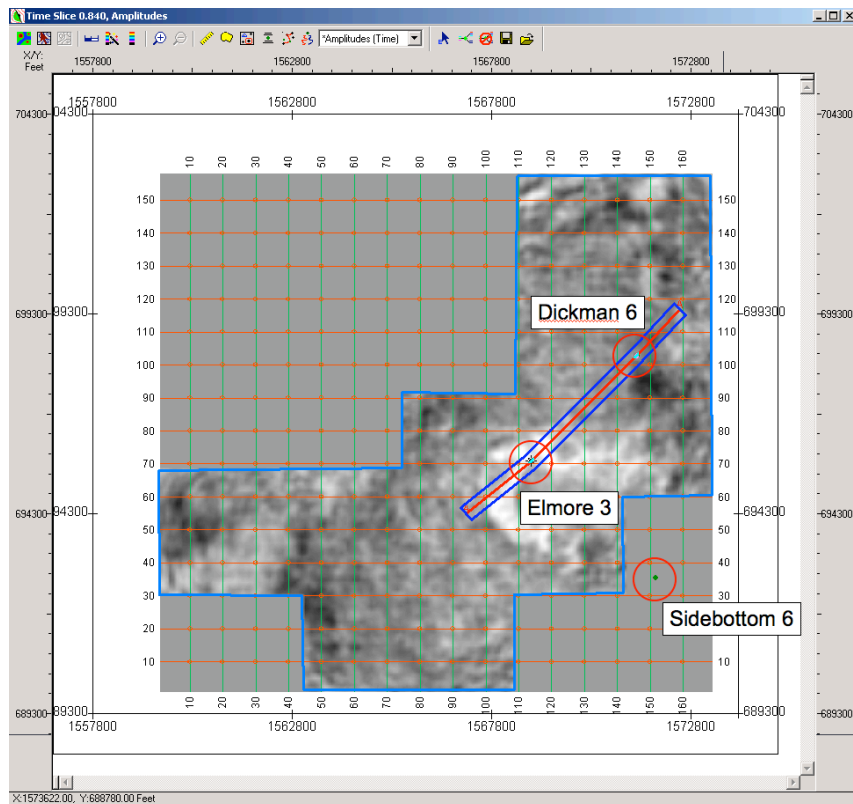 Time Slice 0.840, Amplitudes
*Amplitudes (Time)
X/Y:
Feet
1557800 1562800 1567800 1572800
1557800 1562800 1567800 1572800
704300 04300 704300 704300
10 20 30 40 50 60 70 80 90 100 110 120 130 140 150 160
150 150
140 140
130 130
120 120
699300 99300 699300 699300
Dickman 6
110 110
100 100
90 90
80 80
70 70
60 60
694300 94300 694300 694300
Elmore 3
50 50
40 40
30 30
Sidebottom 6
20 20
10 10
10 20 30 40 50 60 70 80 90 100 110 120 130 140 150 160
689300 89300 689300 689300
1557800 1562800 1567800 1572800
X:1573622.00, Y:688780.00 Feet